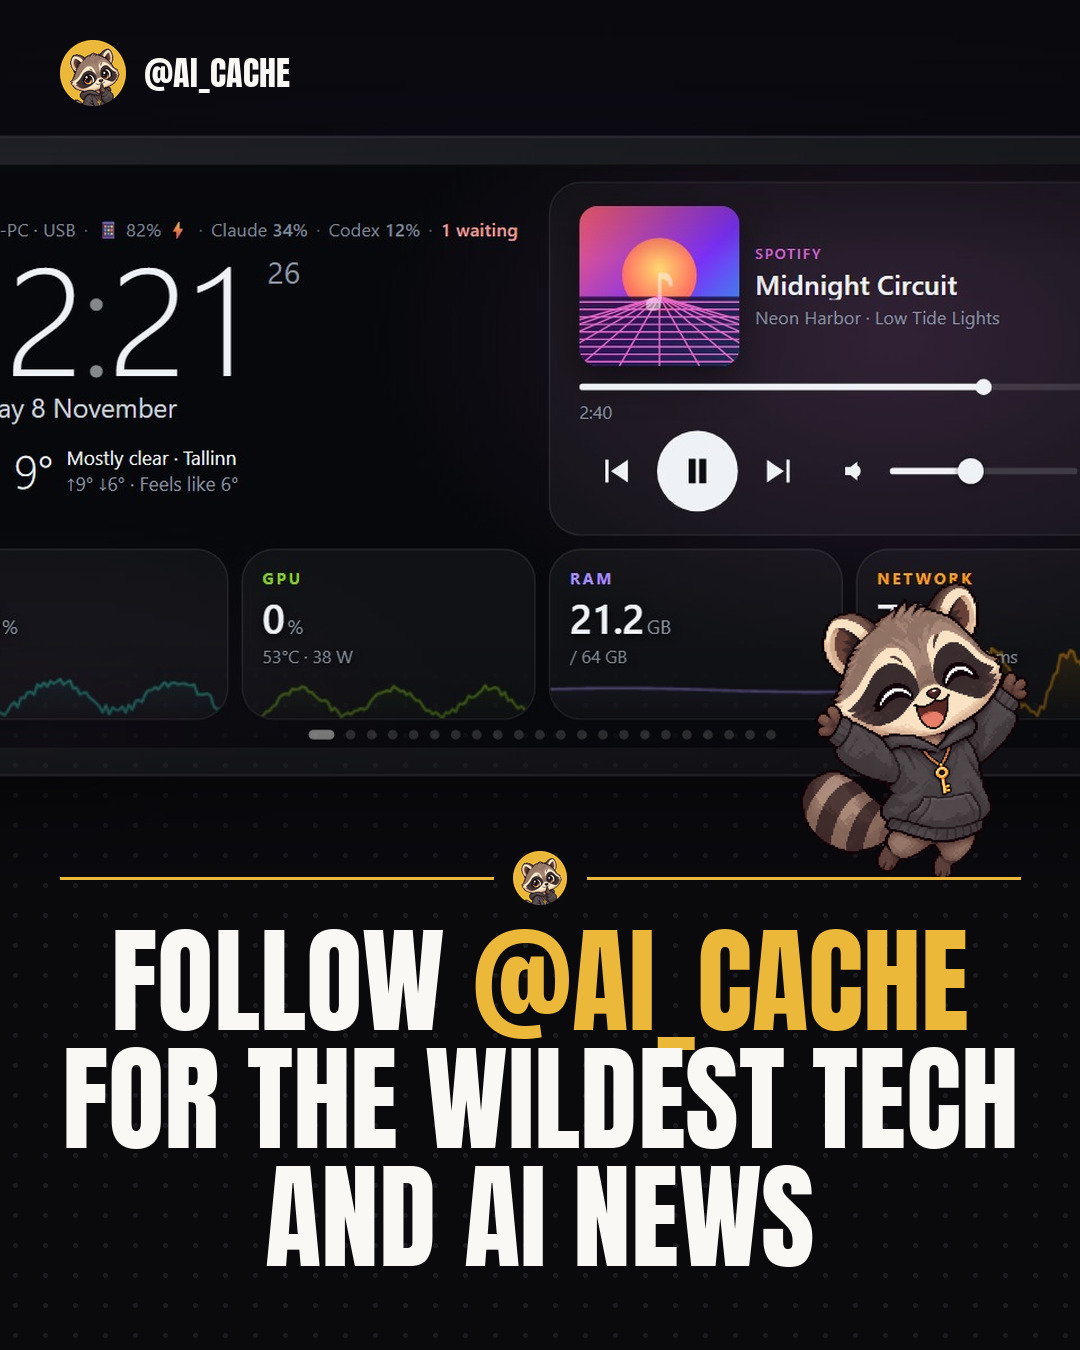 @AI_CACHE
-PC · USB · 82% · Claude 34% · Codex 12% · 1 waiting
2:21 26
ay 8 November
9° Mostly clear · Tallinn
↑9° ↓6° · Feels like 6°
SPOTIFY
Midnight Circuit
Neon Harbor · Low Tide Lights
2:40
%
GPU
0%
53°C · 38 W
RAM
21.2 GB
/ 64 GB
NETWORK
ms
FOLLOW @AI_CACHE
FOR THE WILDEST TECH
AND AI NEWS